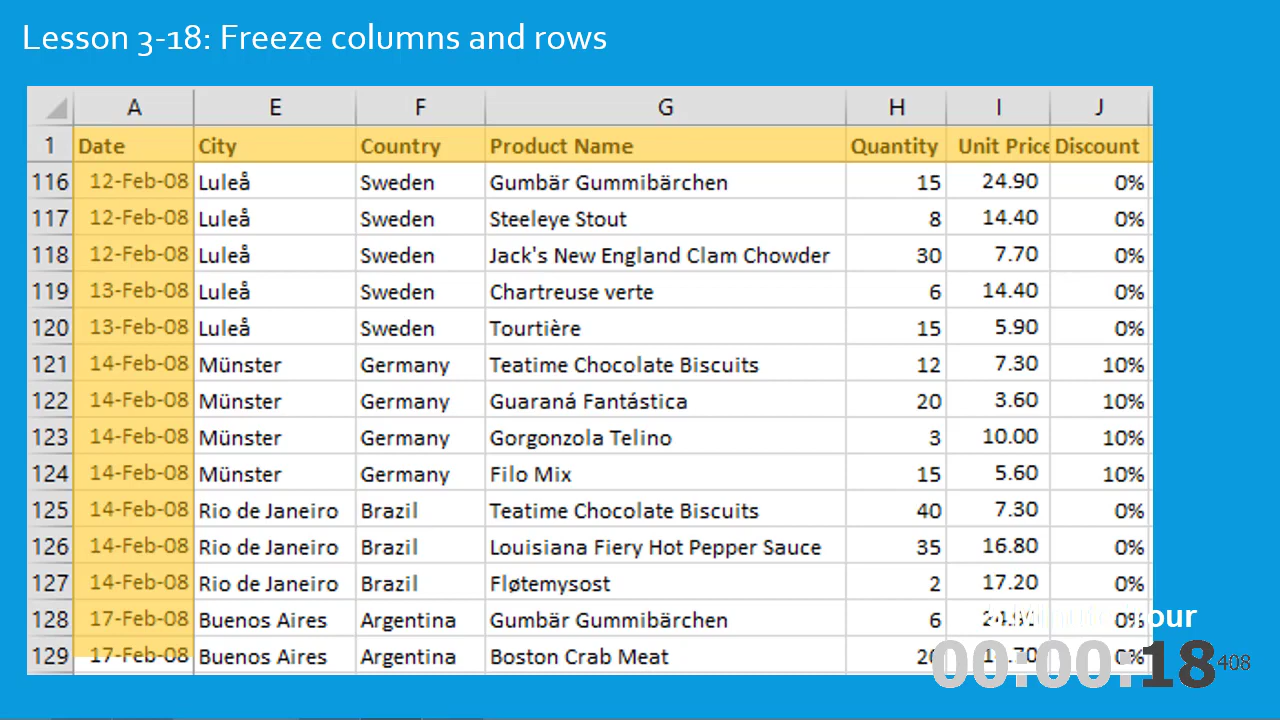 Lesson 3-18: Freeze columns and rows
A E F G H I J
1 Date City Country Product Name Quantity Unit Price Discount
116 12-Feb-08 Luleå Sweden Gumbär Gummibärchen 15 24.90 0%
117 12-Feb-08 Luleå Sweden Steeleye Stout 8 14.40 0%
118 12-Feb-08 Luleå Sweden Jack's New England Clam Chowder 30 7.70 0%
119 13-Feb-08 Luleå Sweden Chartreuse verte 6 14.40 0%
120 13-Feb-08 Luleå Sweden Tourtière 15 5.90 0%
121 14-Feb-08 Münster Germany Teatime Chocolate Biscuits 12 7.30 10%
122 14-Feb-08 Münster Germany Guaraná Fantástica 20 3.60 10%
123 14-Feb-08 Münster Germany Gorgonzola Telino 3 10.00 10%
124 14-Feb-08 Münster Germany Filo Mix 15 5.60 10%
125 14-Feb-08 Rio de Janeiro Brazil Teatime Chocolate Biscuits 40 7.30 0%
126 14-Feb-08 Rio de Janeiro Brazil Louisiana Fiery Hot Pepper Sauce 35 16.80 0%
127 14-Feb-08 Rio de Janeiro Brazil Fløtemysost 2 17.20 0%
128 17-Feb-08 Buenos Aires Argentina Gumbär Gummibärchen 6 0%
129 17-Feb-08 Buenos Aires Argentina Boston Crab Meat
00:00:18 408